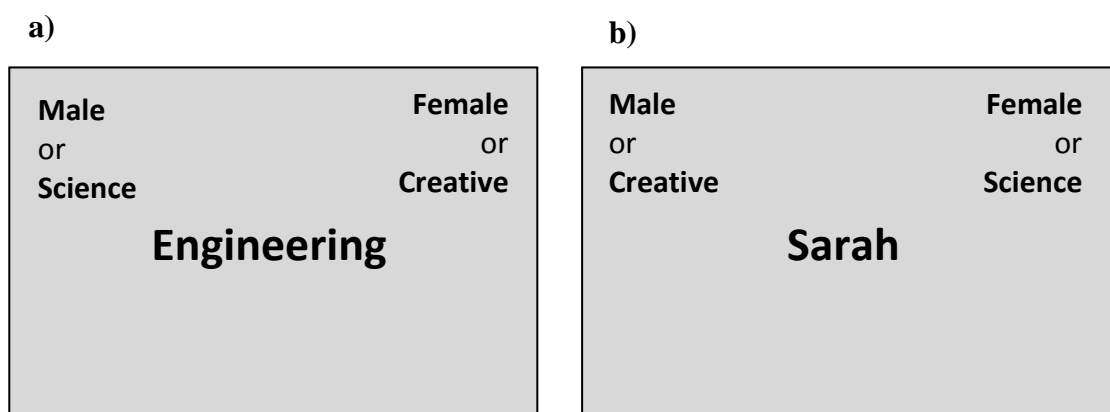 a)
Male
or
Science
Female
or
Creative
Engineering
b)
Male
or
Creative
Female
or
Science
Sarah